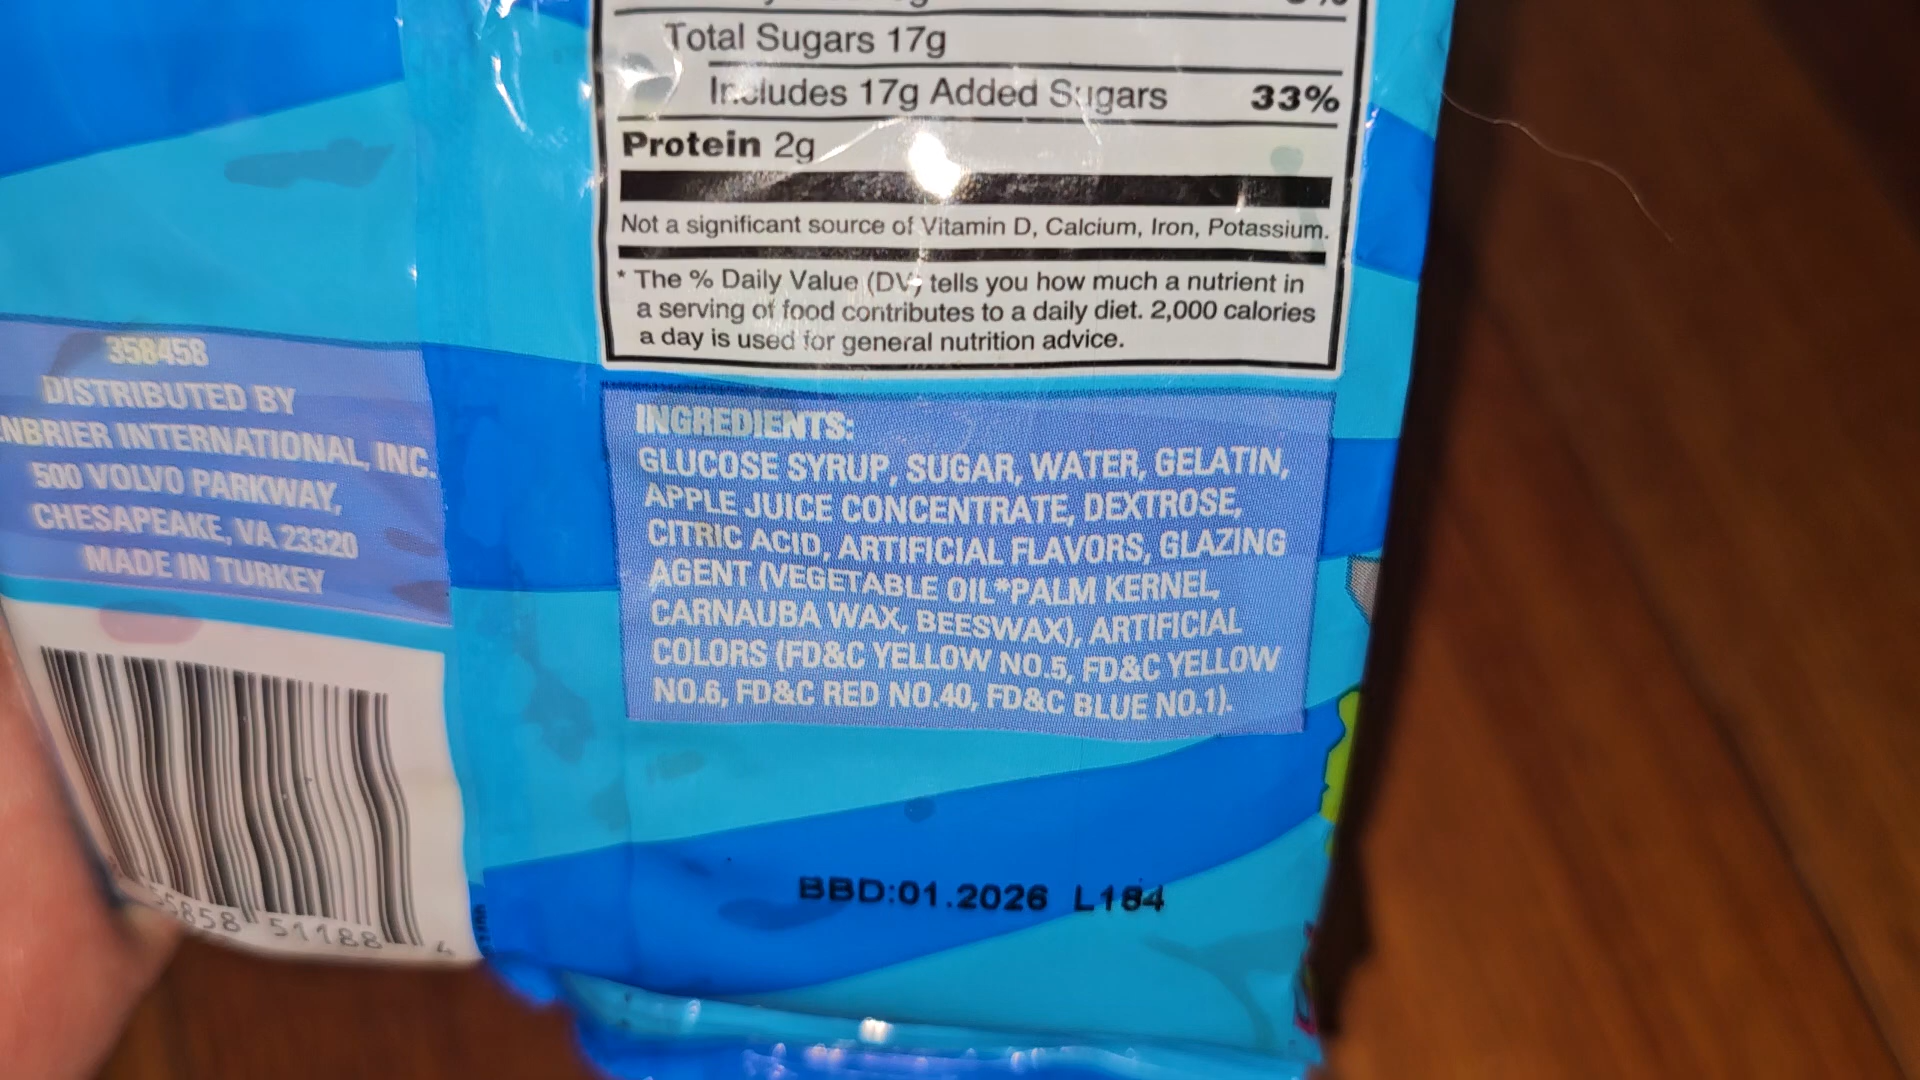 Total Sugars 17g
Includes 17g Added Sugars 33%
Protein 2g
Not a significant source of Vitamin D, Calcium, Iron, Potassium.
* The % Daily Value (DV) tells you how much a nutrient in
a serving of food contributes to a daily diet. 2,000 calories
a day is used for general nutrition advice.
358458
DISTRIBUTED BY
ENBRIER INTERNATIONAL, INC.
500 VOLVO PARKWAY,
CHESAPEAKE, VA 23320
MADE IN TURKEY
INGREDIENTS:
GLUCOSE SYRUP, SUGAR, WATER, GELATIN,
APPLE JUICE CONCENTRATE, DEXTROSE,
CITRIC ACID, ARTIFICIAL FLAVORS, GLAZING
AGENT (VEGETABLE OIL*PALM KERNEL,
CARNAUBA WAX, BEESWAX), ARTIFICIAL
COLORS (FD&C YELLOW NO.5, FD&C YELLOW
NO.6, FD&C RED NO.40, FD&C BLUE NO.1).
51188 4
BBD:01.2026 L184